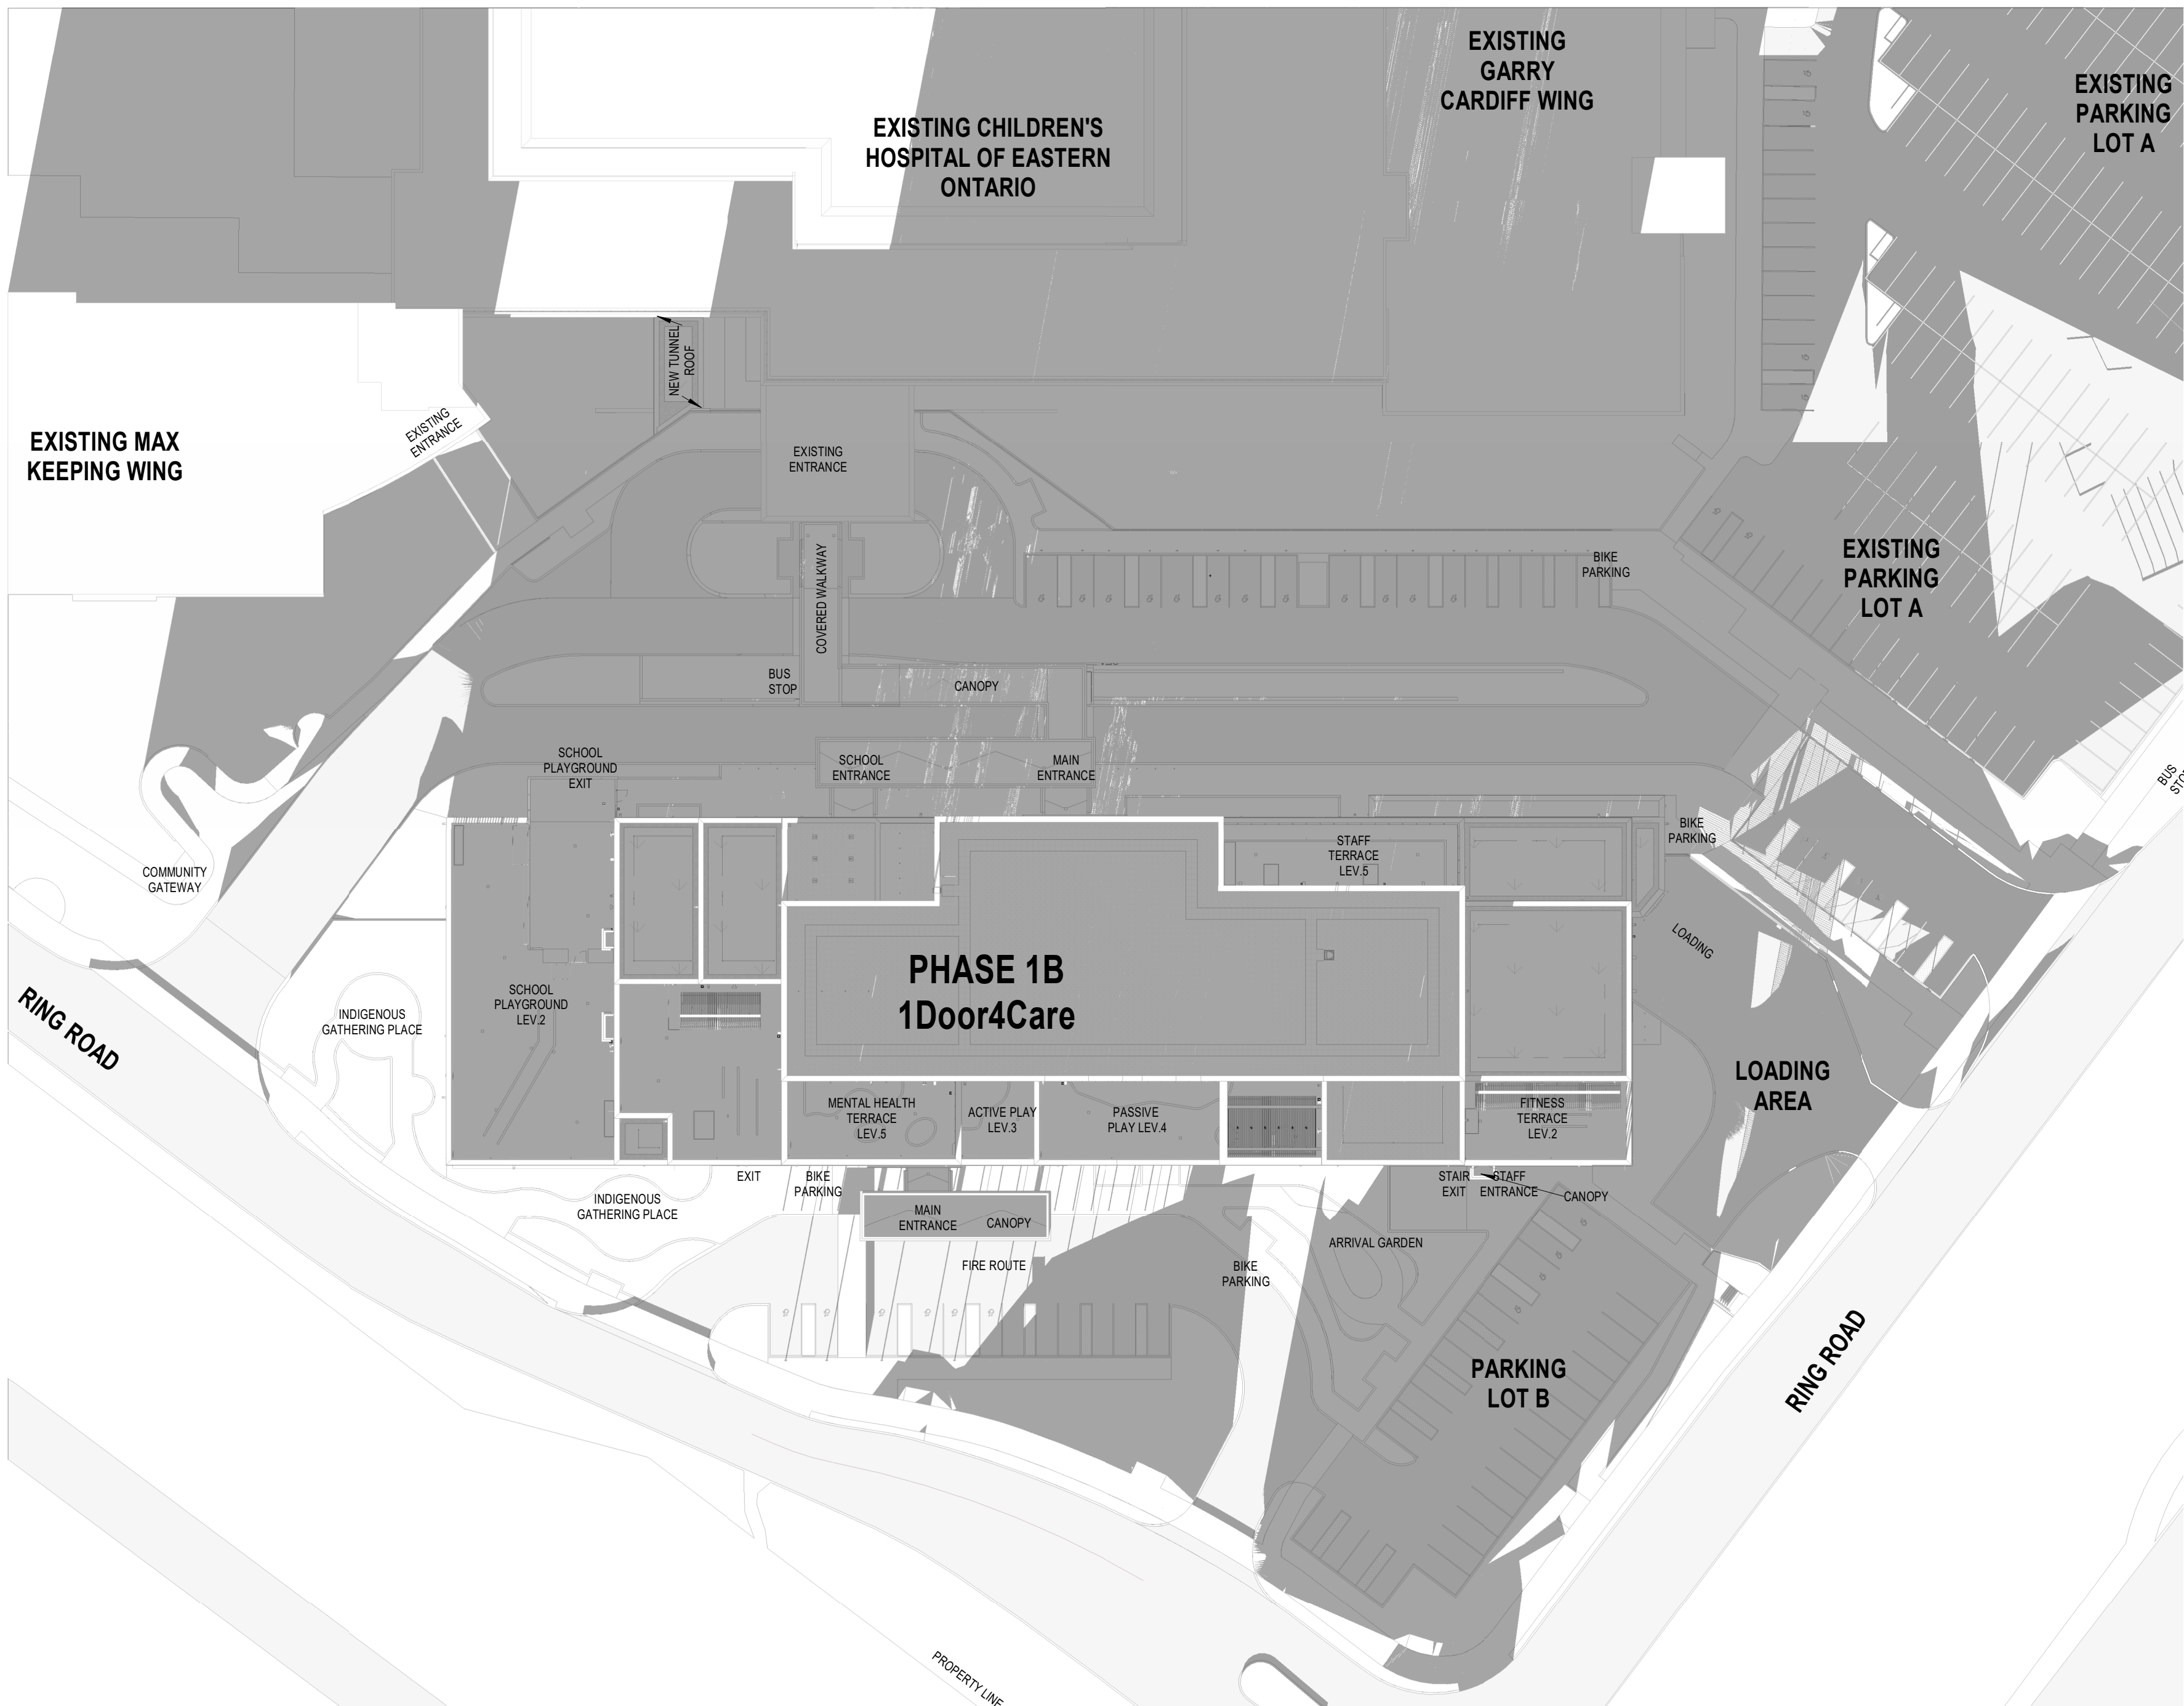 EXISTING
GARRY
CARDIFF WING
EXISTING
PARKING
LOT A
EXISTING CHILDREN'S
HOSPITAL OF EASTERN
ONTARIO
NEW TUNNEL
ROOF
EXISTING
ENTRANCE
EXISTING MAX
KEEPING WING
EXISTING
ENTRANCE
COVERED WALKWAY
BIKE
PARKING
EXISTING
PARKING
LOT A
BUS
STOP
CANOPY
BUS
SCHOOL
PLAYGROUND
EXIT
SCHOOL
ENTRANCE
MAIN
ENTRANCE
BIKE
PARKING
STAFF
TERRACE
LEV.5
COMMUNITY
GATEWAY
LOADING
PHASE 1B
1Door4Care
SCHOOL
PLAYGROUND
LEV.2
INDIGENOUS
GATHERING PLACE
RING ROAD
LOADING
AREA
MENTAL HEALTH
TERRACE
LEV.5
ACTIVE PLAY
LEV.3
PASSIVE
PLAY LEV.4
FITNESS
TERRACE
LEV.2
EXIT
BIKE
PARKING
STAIR
EXIT
STAFF
ENTRANCE
CANOPY
INDIGENOUS
GATHERING PLACE
MAIN
ENTRANCE
CANOPY
ARRIVAL GARDEN
FIRE ROUTE
BIKE
PARKING
PARKING
LOT B
RING ROAD
PROPERTY LINE